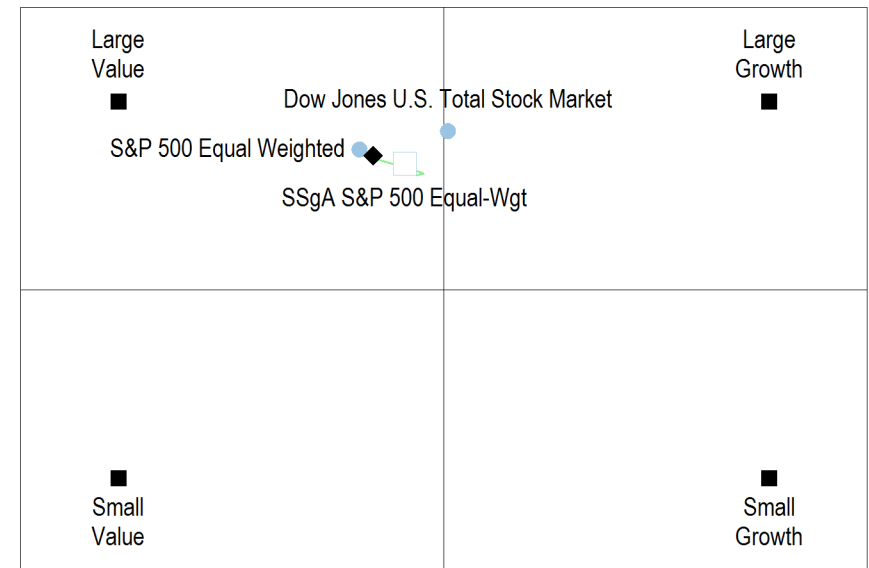 Large
Value
Large
Growth
Dow Jones U.S. Total Stock Market
S&P 500 Equal Weighted
SSgA S&P 500 Equal-Wgt
Small
Value
Small
Growth